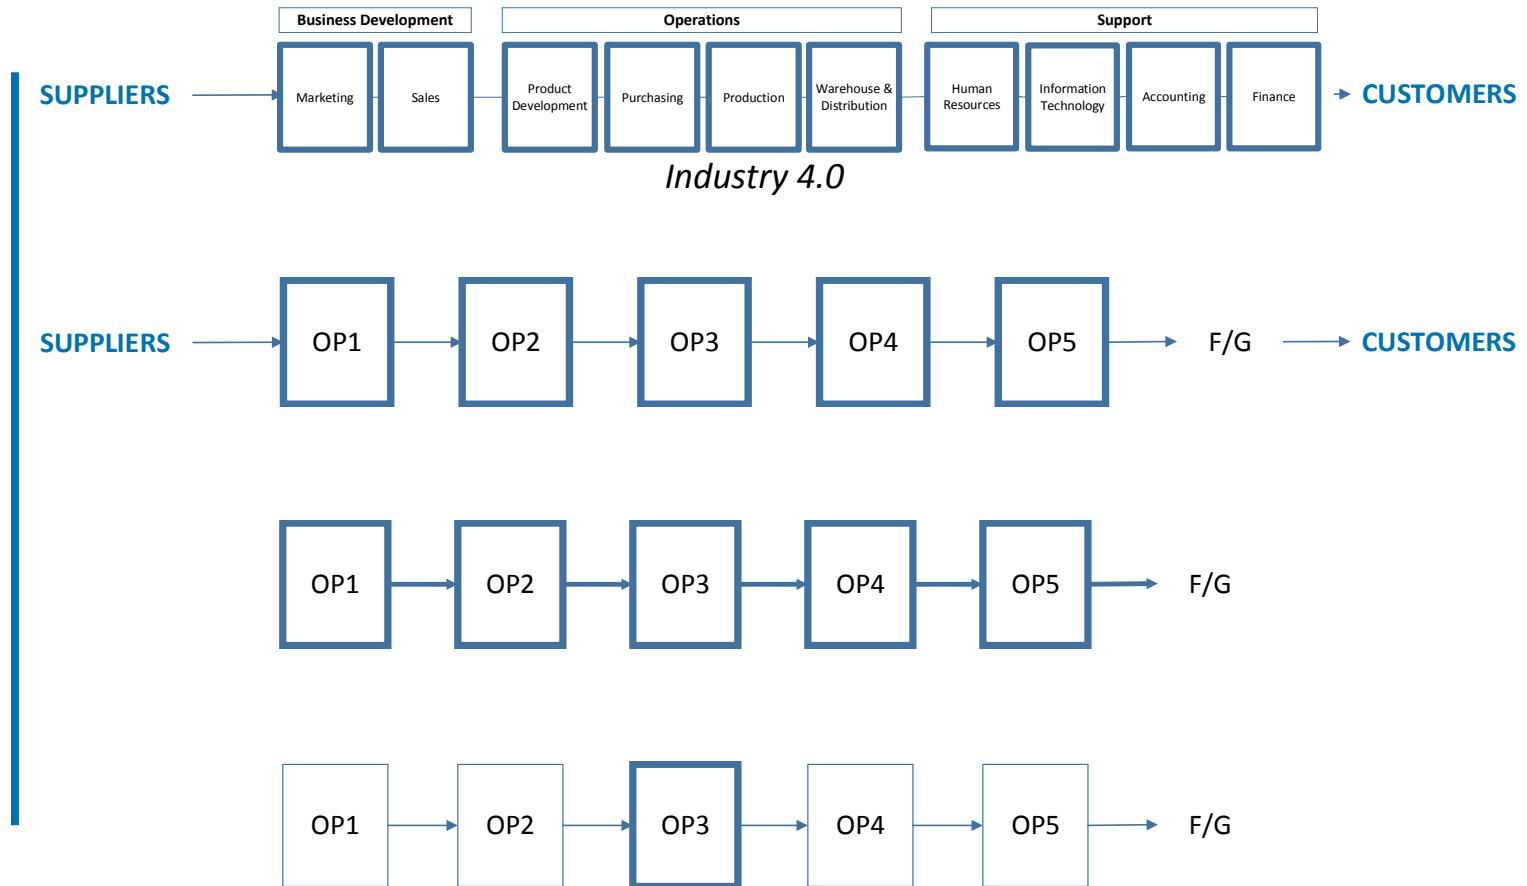 Business Development
Operations
Support
SUPPLIERS
Marketing
Sales
Product
Development
Purchasing
Production
Warehouse &
Distribution
Human
Resources
Information
Technology
Accounting
Finance
CUSTOMERS
Industry 4.0
SUPPLIERS
OP1
OP2
OP3
OP4
OP5
F/G
CUSTOMERS
OP1
OP2
OP3
OP4
OP5
F/G
OP1
OP2
OP3
OP4
OP5
F/G